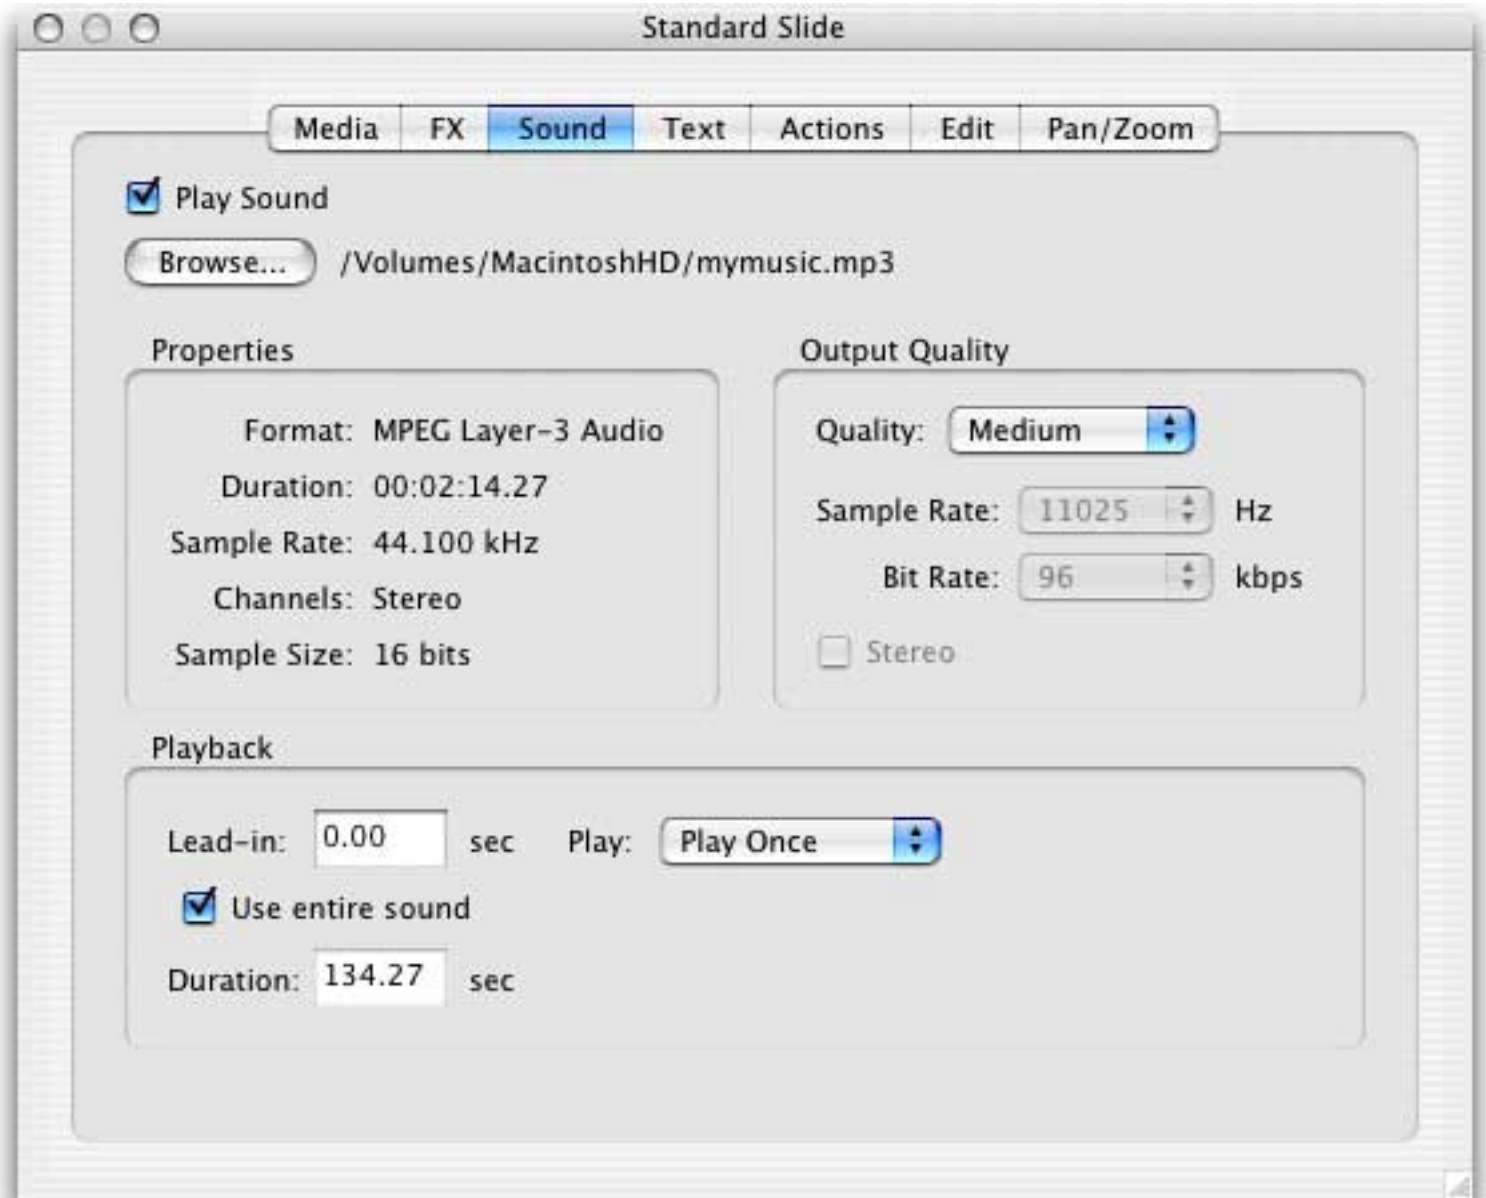 Standard Slide
Media FX Sound Text Actions Edit Pan/Zoom
Play Sound
Browse... /Volumes/MacintoshHD/mymusic.mp3
Properties
Format: MPEG Layer-3 Audio
Duration: 00:02:14.27
Sample Rate: 44.100 kHz
Channels: Stereo
Sample Size: 16 bits
Output Quality
Quality: Medium
Sample Rate: 11025 Hz
Bit Rate: 96 kbps
Stereo
Playback
Lead-in: 0.00 sec Play: Play Once
Use entire sound
Duration: 134.27 sec